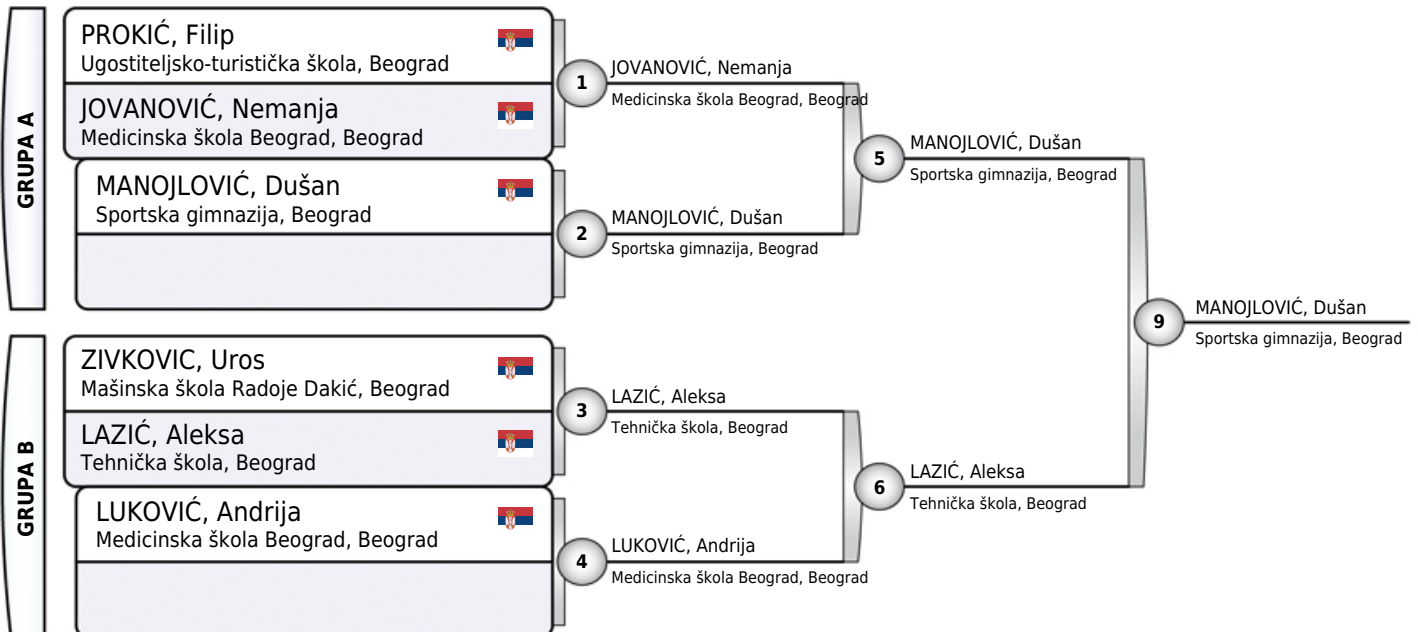 GRUPA A
PROKIĆ, Filip
Ugostiteljsko-turistička škola, Beograd
JOVANOVIĆ, Nemanja
Medicinska škola Beograd, Beograd
MANOJLOVIĆ, Dušan
Sportska gimnazija, Beograd
1
JOVANOVIĆ, Nemanja
Medicinska škola Beograd, Beograd
2
MANOJLOVIĆ, Dušan
Sportska gimnazija, Beograd
5
MANOJLOVIĆ, Dušan
Sportska gimnazija, Beograd
GRUPA B
ZIVKOVIC, Uros
Mašinska škola Radoje Dakić, Beograd
LAZIĆ, Aleksa
Tehnička škola, Beograd
LUKOVIĆ, Andrija
Medicinska škola Beograd, Beograd
3
LAZIĆ, Aleksa
Tehnička škola, Beograd
4
LUKOVIĆ, Andrija
Medicinska škola Beograd, Beograd
6
LAZIĆ, Aleksa
Tehnička škola, Beograd
9
MANOJLOVIĆ, Dušan
Sportska gimnazija, Beograd